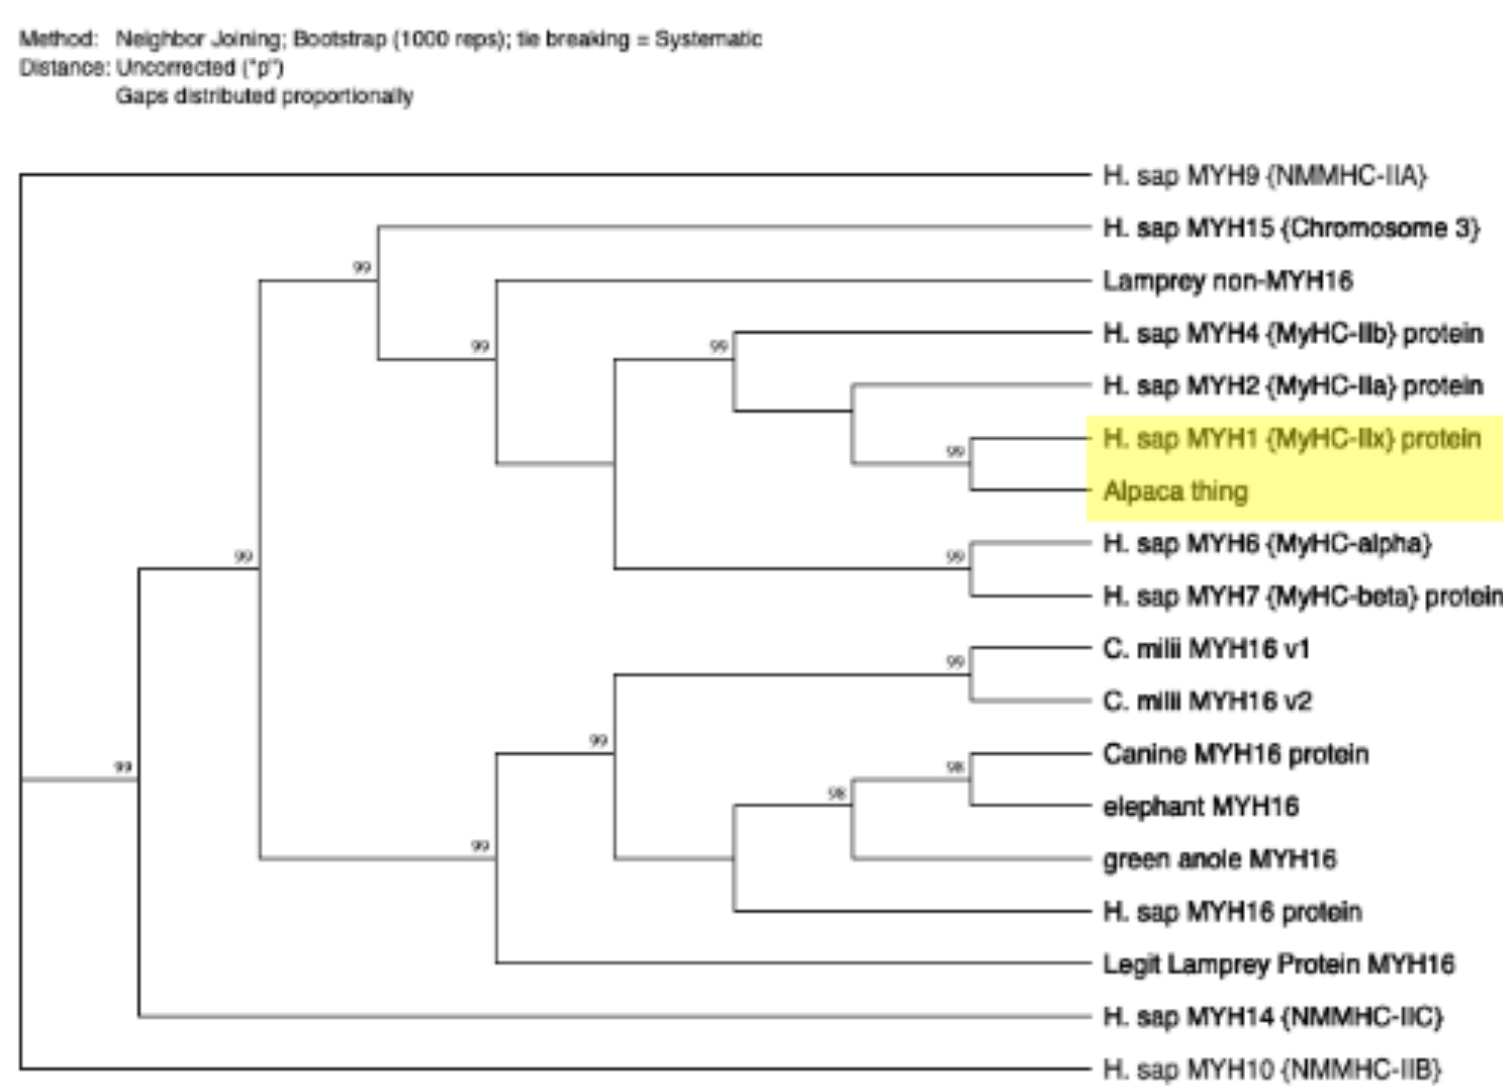 Method: Neighbor Joining; Bootstrap (1000 reps); tie breaking = Systematic
Distance: Uncorrected ("p")
Gaps distributed proportionally
H. sap MYH9 {NMMHC-IIA}
H. sap MYH15 {Chromosome 3}
99
Lamprey non-MYH16
H. sap MYH4 {MyHC-IIb} protein
99
99
H. sap MYH2 {MyHC-IIa} protein
H. sap MYH1 {MyHC-IIx} protein
99
Alpaca thing
H. sap MYH6 {MyHC-alpha}
99
99
H. sap MYH7 {MyHC-beta} protein
C. milii MYH16 v1
99
C. milii MYH16 v2
99
Canine MYH16 protein
99
98
98
elephant MYH16
99
green anole MYH16
H. sap MYH16 protein
Legit Lamprey Protein MYH16
H. sap MYH14 {NMMHC-IIC}
H. sap MYH10 {NMMHC-IIB}